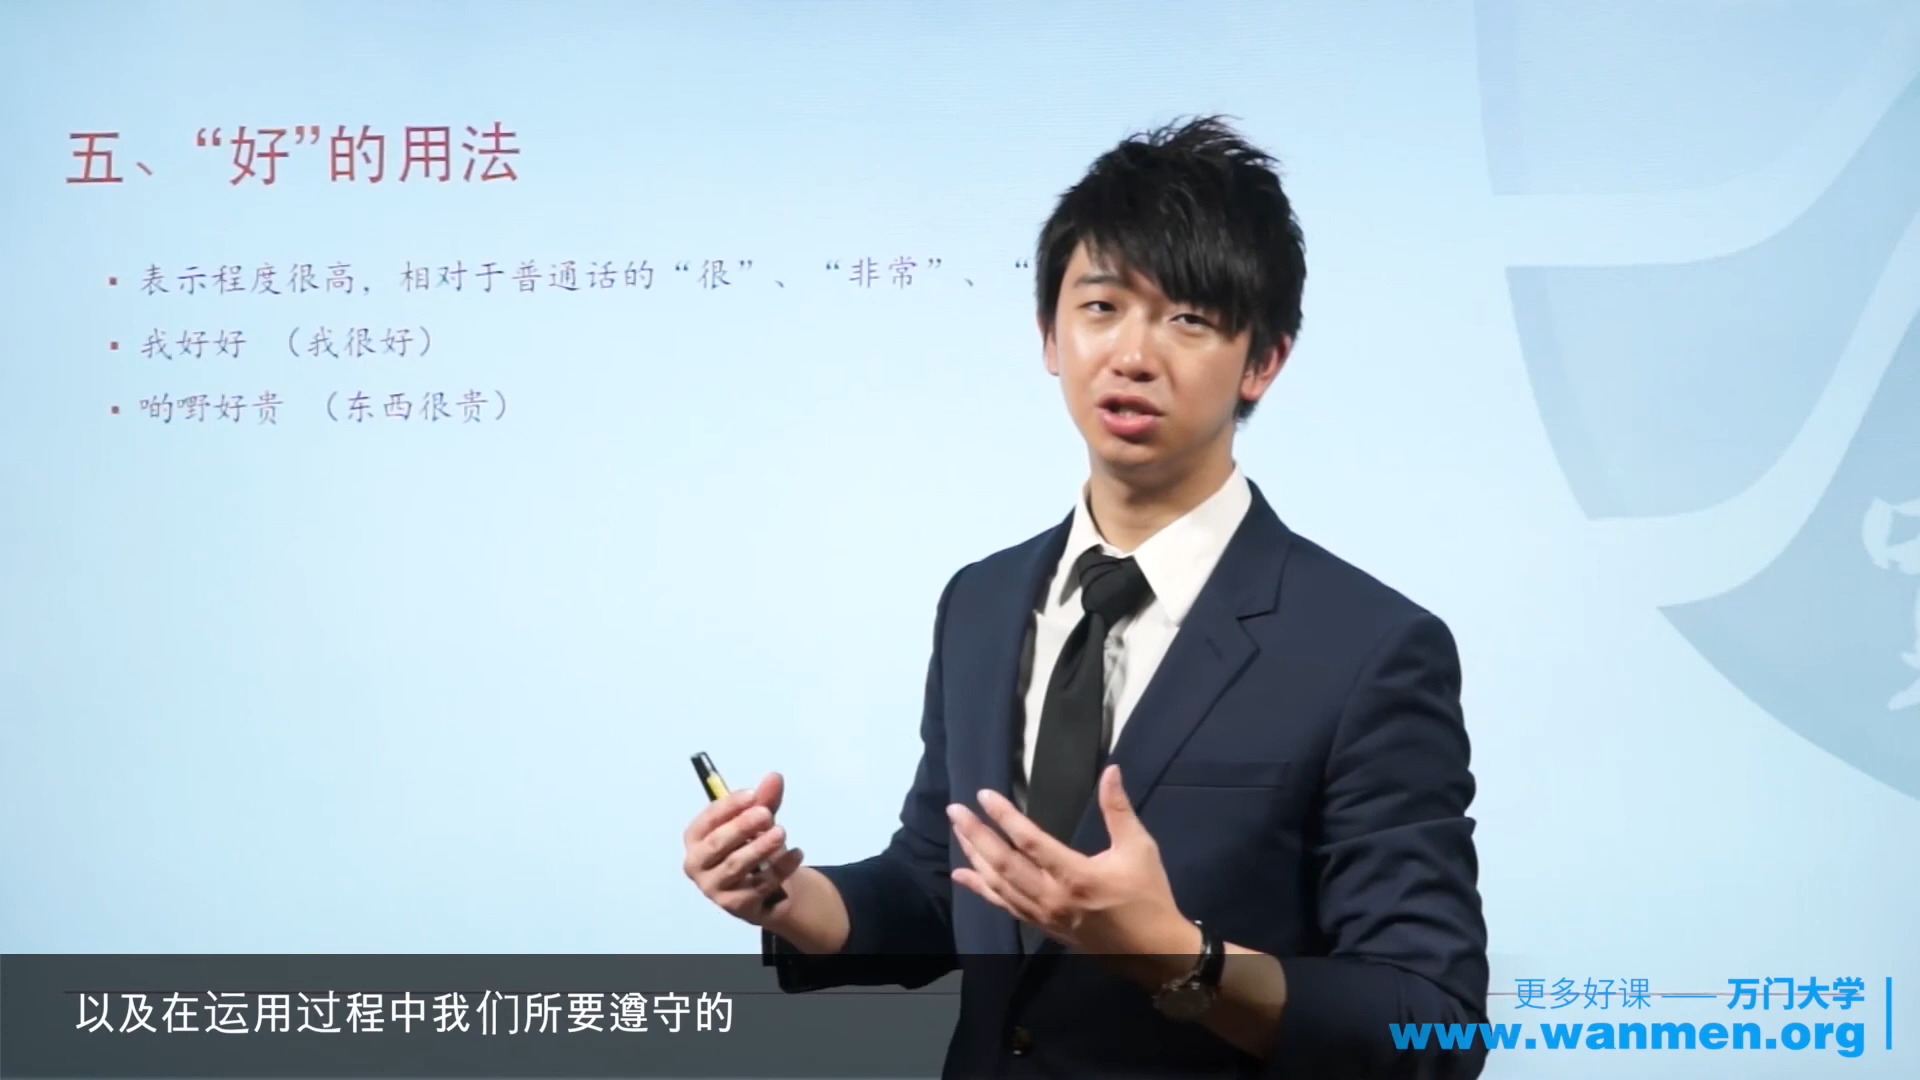 五、“好”的用法
▪ 表示程度很高，相对于普通话的“很”、“非常”、“
▪ 我好好 （我很好）
▪ 啲嘢好贵 （东西很贵）
以及在运用过程中我们所要遵守的
更多好课 —— 万门大学
www.wanmen.org